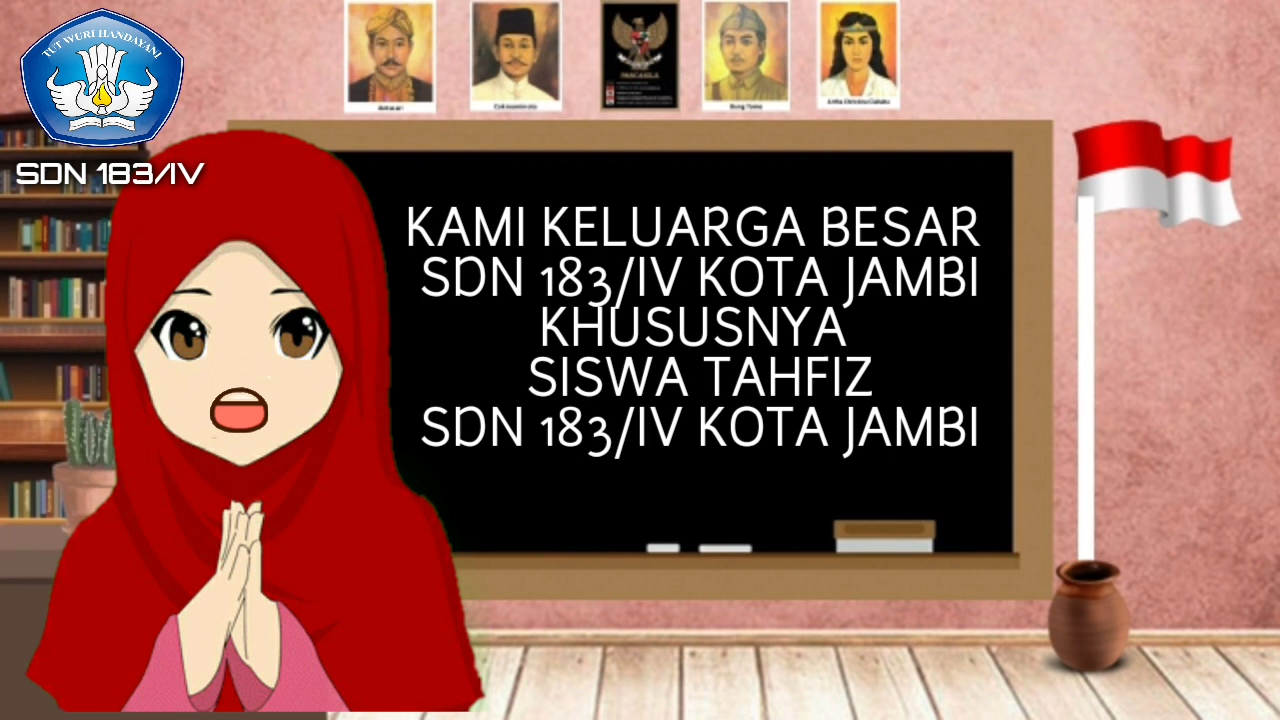 TUT WURI HANDAYANI
SDN 183/IV
PANCASILA
KAMI KELUARGA BESAR
SDN 183/IV KOTA JAMBI
KHUSUSNYA
SISWA TAHFIZ
SDN 183/IV KOTA JAMBI